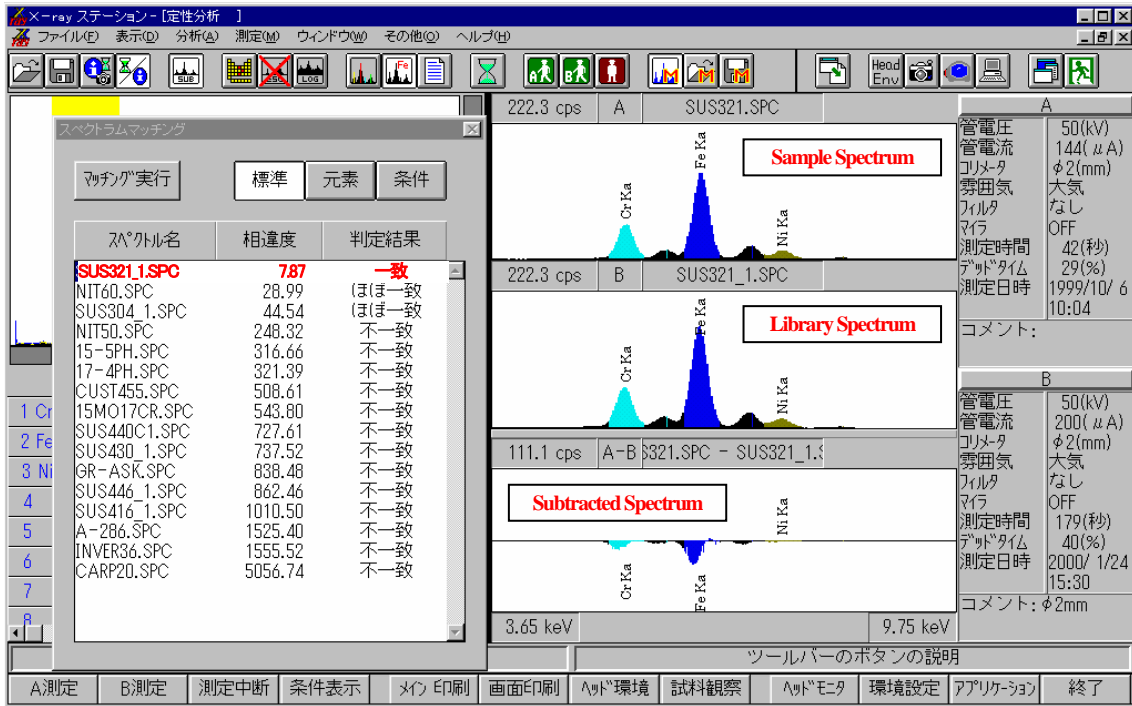 X-ray ステーション - [定性分析 ]
ファイル(F) 表示(D) 分析(A) 測定(M) ウィンドウ(W) その他(O) ヘルプ(H)
SUB
ESC
LOG
Fe
A
B
M
M
M
Head
Env
スペクトラムマッチング
マッチング実行 標準 元素 条件
スペクトル名 相違度 判定結果
SUS321_1.SPC 7.87 一致
NIT60.SPC 28.99 (ほぼ一致
SUS304_1.SPC 44.54 (ほぼ一致
NIT50.SPC 248.32 不一致
15-5PH.SPC 316.66 不一致
17-4PH.SPC 321.39 不一致
CUST455.SPC 508.61 不一致
15MO17CR.SPC 543.80 不一致
SUS440C1.SPC 727.61 不一致
SUS430_1.SPC 737.52 不一致
GR-ASK.SPC 838.48 不一致
SUS446_1.SPC 862.46 不一致
SUS416_1.SPC 1010.50 不一致
A-286.SPC 1525.40 不一致
INVER36.SPC 1555.52 不一致
CARP20.SPC 5056.74 不一致
1 Cr
2 Fe
3 Ni
4
5
6
7
8
222.3 cps A SUS321.SPC
Cr Ka
Fe Ka
Ni Ka
Sample Spectrum
222.3 cps B SUS321_1.SPC
Cr Ka
Fe Ka
Ni Ka
Library Spectrum
111.1 cps A-B S321.SPC - SUS321_1.S
Subtracted Spectrum
Ni Ka
Cr Ka
Fe Ka
3.65 keV 9.75 keV
A
管電圧 50(kV)
管電流 144(μA)
コリメータ φ2(mm)
雰囲気 大気
フィルタ なし
マイラ OFF
測定時間 42(秒)
デッドタイム 29(%)
測定日時 1999/10/ 6
10:04
コメント:
B
管電圧 50(kV)
管電流 200(μA)
コリメータ φ2(mm)
雰囲気 大気
フィルタ なし
マイラ OFF
測定時間 179(秒)
デッドタイム 40(%)
測定日時 2000/ 1/24
15:30
コメント:φ2mm
ツールバーのボタンの説明
A測定 B測定 測定中断 条件表示 メイン印刷 画面印刷 ヘッド環境 試料観察 ヘッドモニタ 環境設定 アプリケーション 終了